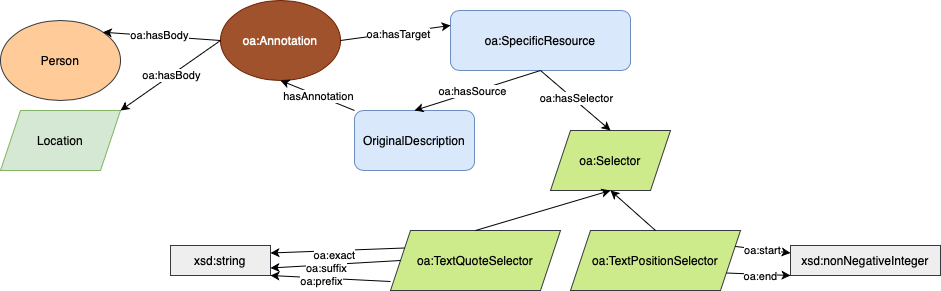 oa:hasBody
oa:Annotation
oa:hasTarget
oa:SpecificResource
Person
oa:hasBody
hasAnnotation
oa:hasSource
oa:hasSelector
Location
OriginalDescription
oa:Selector
xsd:string
oa:exact
oa:suffix
oa:prefix
oa:TextQuoteSelector
oa:TextPositionSelector
oa:start
oa:end
xsd:nonNegativeInteger